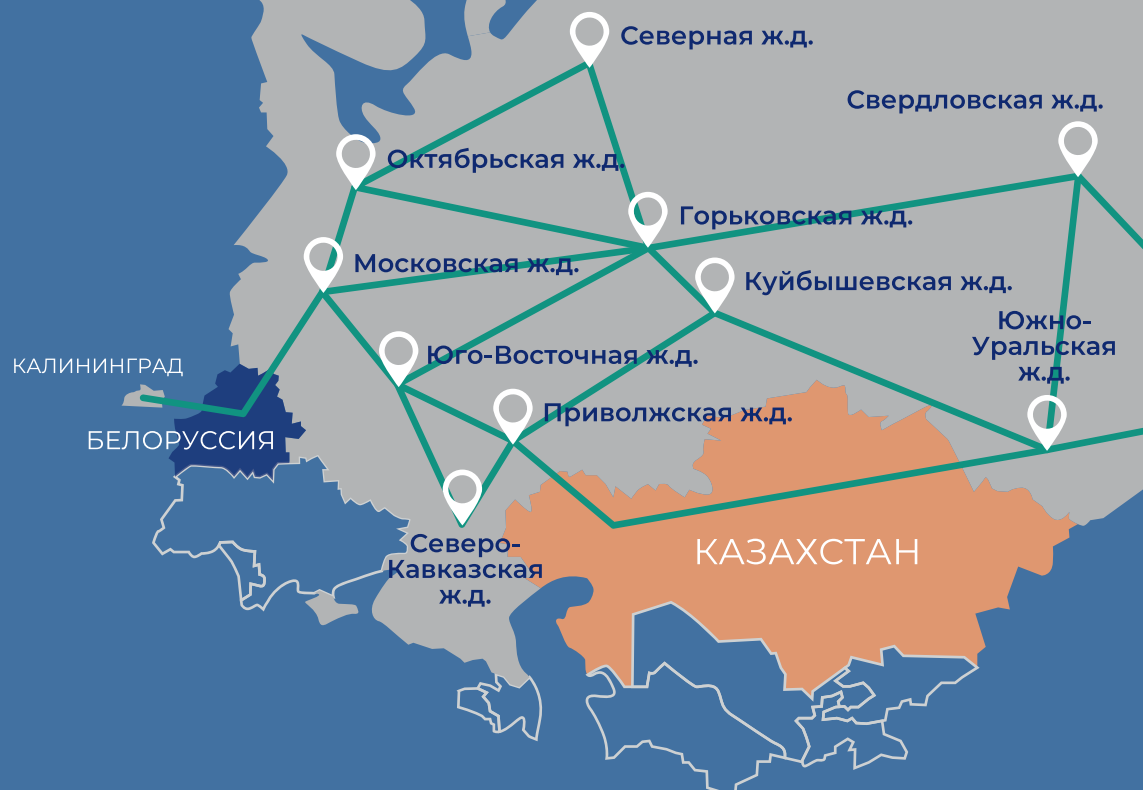 Северная ж.д.
Свердловская ж.д.
Октябрьская ж.д.
Горьковская ж.д.
Московская ж.д.
Куйбышевская ж.д.
Южно-
Уральская
ж.д.
Юго-Восточная ж.д.
КАЛИНИНГРАД
Приволжская ж.д.
БЕЛОРУССИЯ
Северо-
Кавказская
ж.д.
КАЗАХСТАН